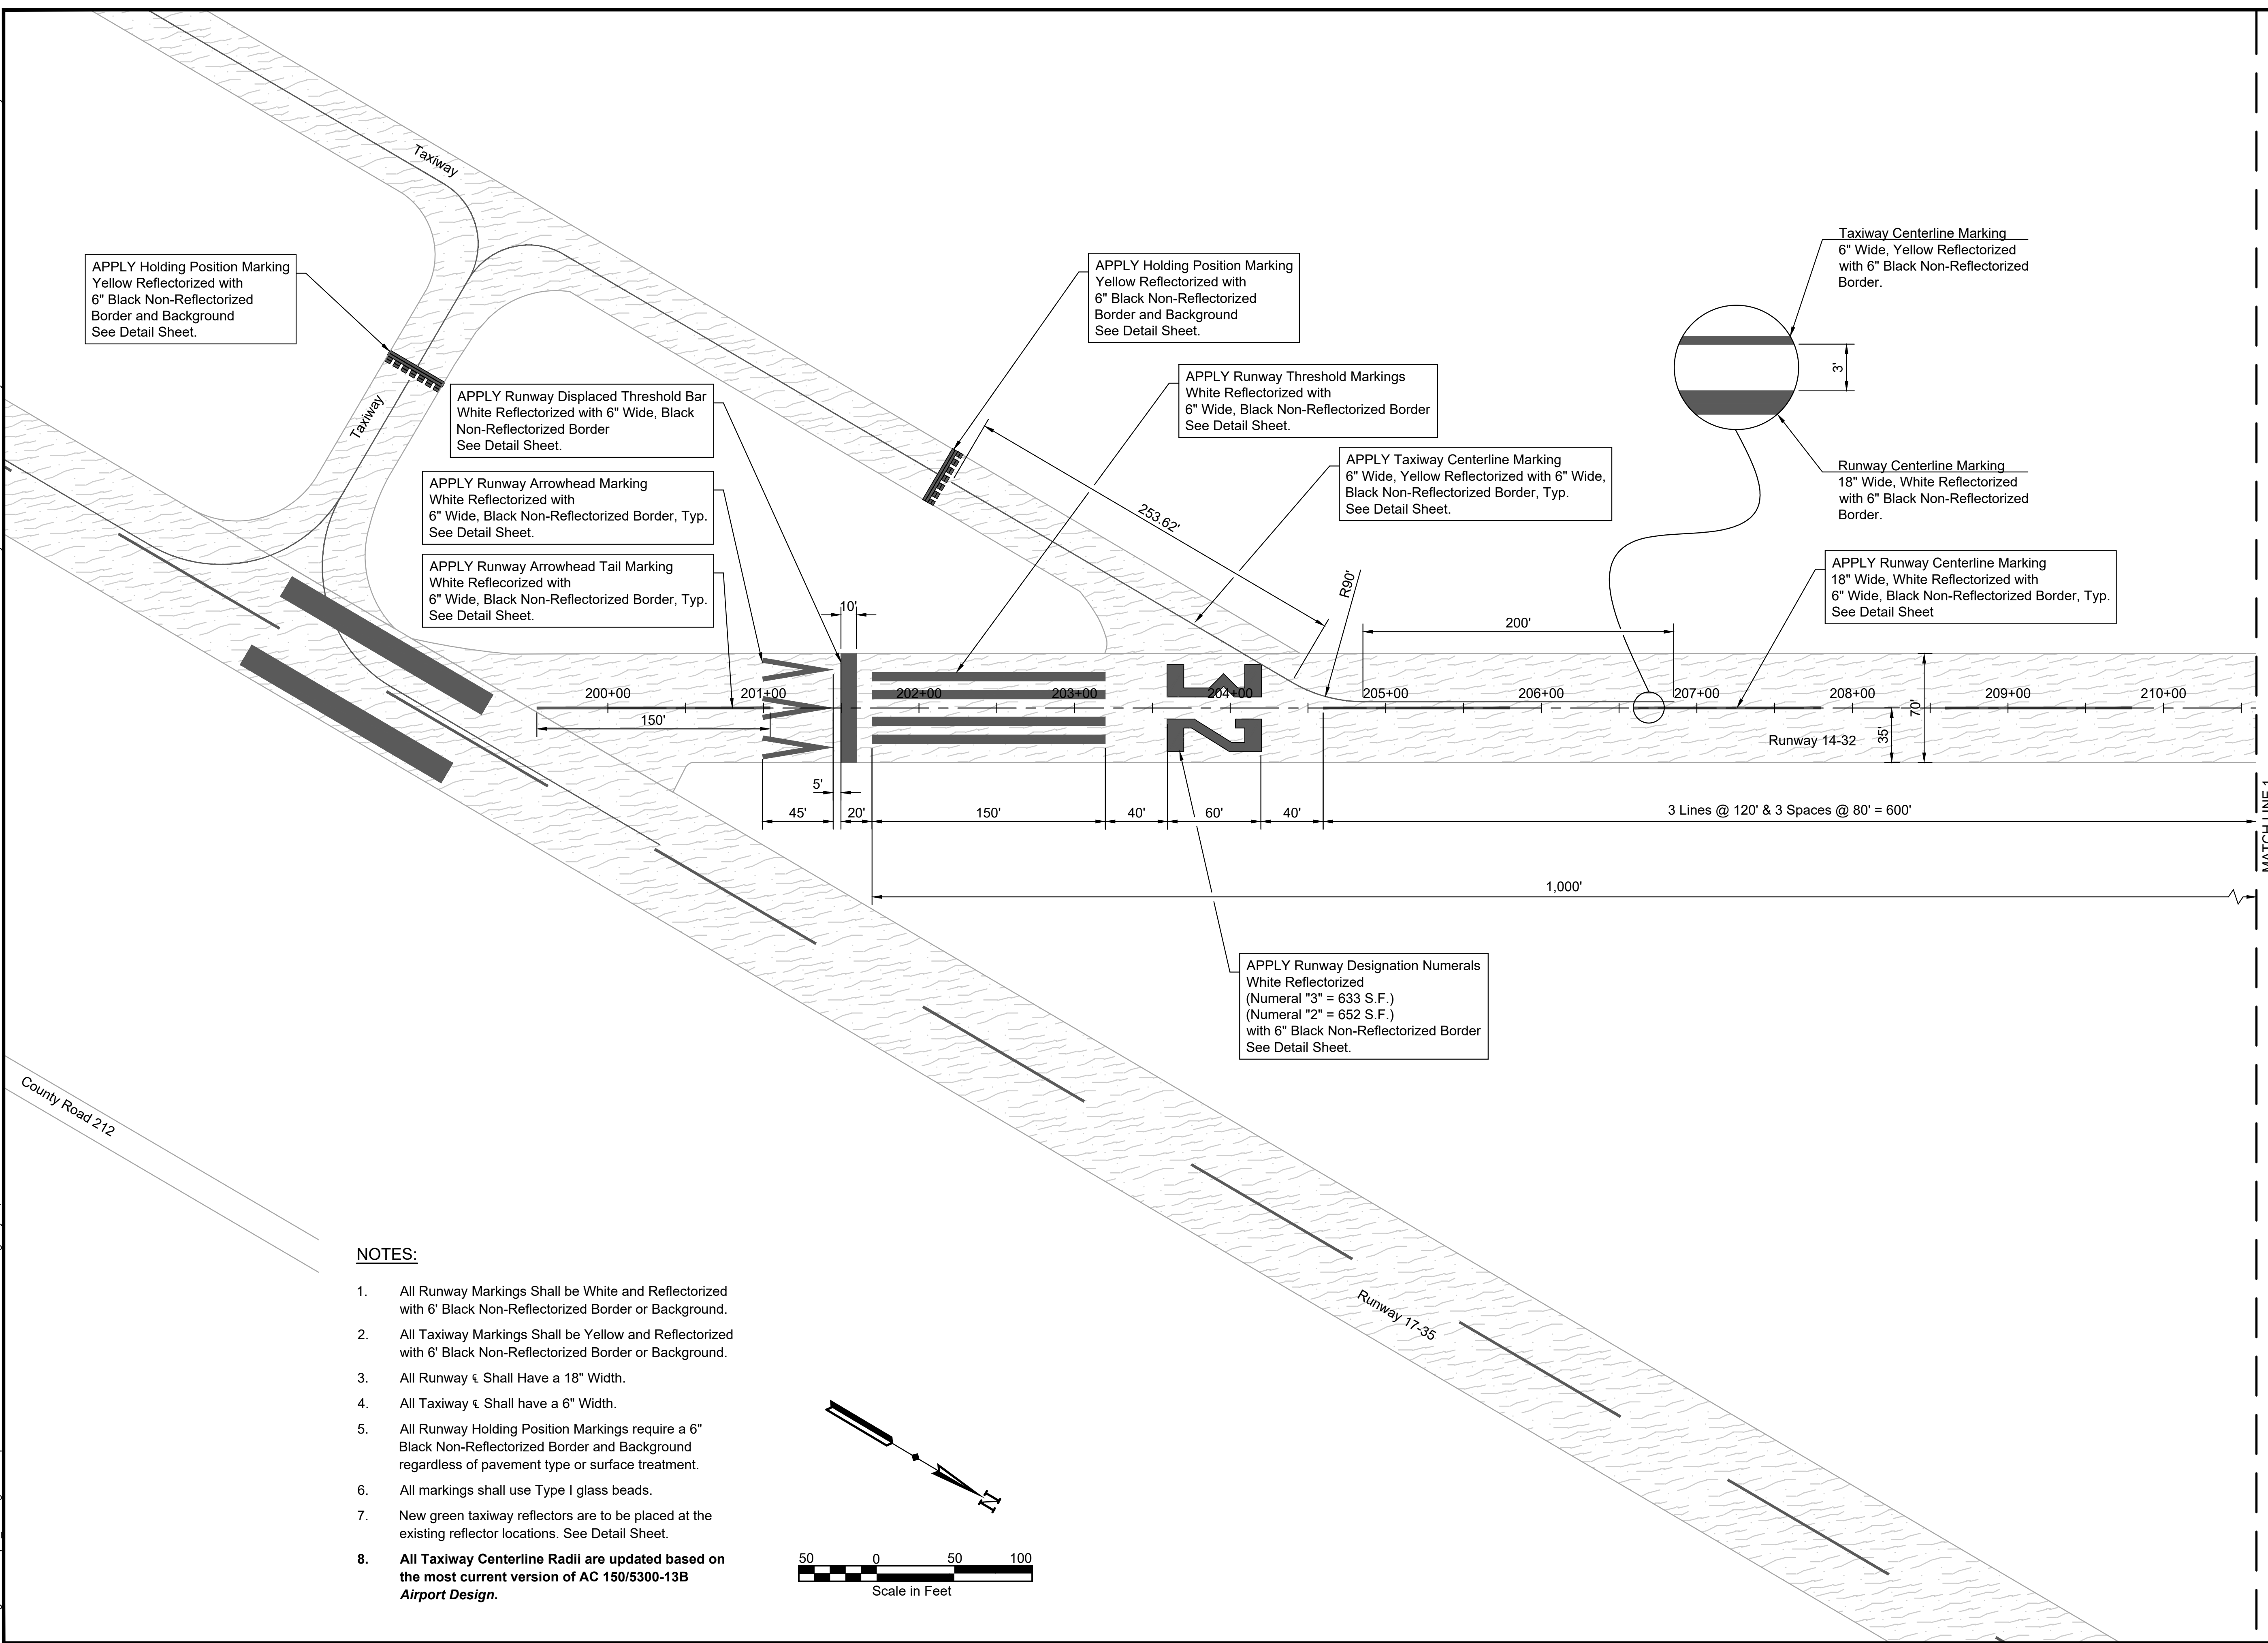 Taxiway
Taxiway
APPLY Holding Position Marking
Yellow Reflectorized with
6" Black Non-Reflectorized
Border and Background
See Detail Sheet.
APPLY Runway Displaced Threshold Bar
White Reflectorized with 6" Wide, Black
Non-Reflectorized Border
See Detail Sheet.
APPLY Runway Arrowhead Marking
White Reflectorized with
6" Wide, Black Non-Reflectorized Border, Typ.
See Detail Sheet.
APPLY Runway Arrowhead Tail Marking
White Reflecorized with
6" Wide, Black Non-Reflectorized Border, Typ.
See Detail Sheet.
APPLY Holding Position Marking
Yellow Reflectorized with
6" Black Non-Reflectorized
Border and Background
See Detail Sheet.
APPLY Runway Threshold Markings
White Reflectorized with
6" Wide, Black Non-Reflectorized Border
See Detail Sheet.
APPLY Taxiway Centerline Marking
6" Wide, Yellow Reflectorized with 6" Wide,
Black Non-Reflectorized Border, Typ.
See Detail Sheet.
Taxiway Centerline Marking
6" Wide, Yellow Reflectorized
with 6" Black Non-Reflectorized
Border.
3'
Runway Centerline Marking
18" Wide, White Reflectorized
with 6" Black Non-Reflectorized
Border.
APPLY Runway Centerline Marking
18" Wide, White Reflectorized with
6" Wide, Black Non-Reflectorized Border, Typ.
See Detail Sheet
253.62'
R90'
10'
200'
200+00
201+00
202+00
203+00
204+00
205+00
206+00
207+00
208+00
209+00
210+00
150'
32
Runway 14-32
35'
70'
5'
45'
20'
150'
40'
60'
40'
3 Lines @ 120' & 3 Spaces @ 80' = 600'
1,000'
MATCH LINE 1
APPLY Runway Designation Numerals
White Reflectorized
(Numeral "3" = 633 S.F.)
(Numeral "2" = 652 S.F.)
with 6" Black Non-Reflectorized Border
See Detail Sheet.
County Road 212
Runway 17-35
NOTES:
1. All Runway Markings Shall be White and Reflectorized
with 6' Black Non-Reflectorized Border or Background.
2. All Taxiway Markings Shall be Yellow and Reflectorized
with 6' Black Non-Reflectorized Border or Background.
3. All Runway ℄ Shall Have a 18" Width.
4. All Taxiway ℄ Shall have a 6" Width.
5. All Runway Holding Position Markings require a 6"
Black Non-Reflectorized Border and Background
regardless of pavement type or surface treatment.
6. All markings shall use Type I glass beads.
7. New green taxiway reflectors are to be placed at the
existing reflector locations. See Detail Sheet.
8. All Taxiway Centerline Radii are updated based on
the most current version of AC 150/5300-13B
Airport Design.
N
50 0 50 100
Scale in Feet